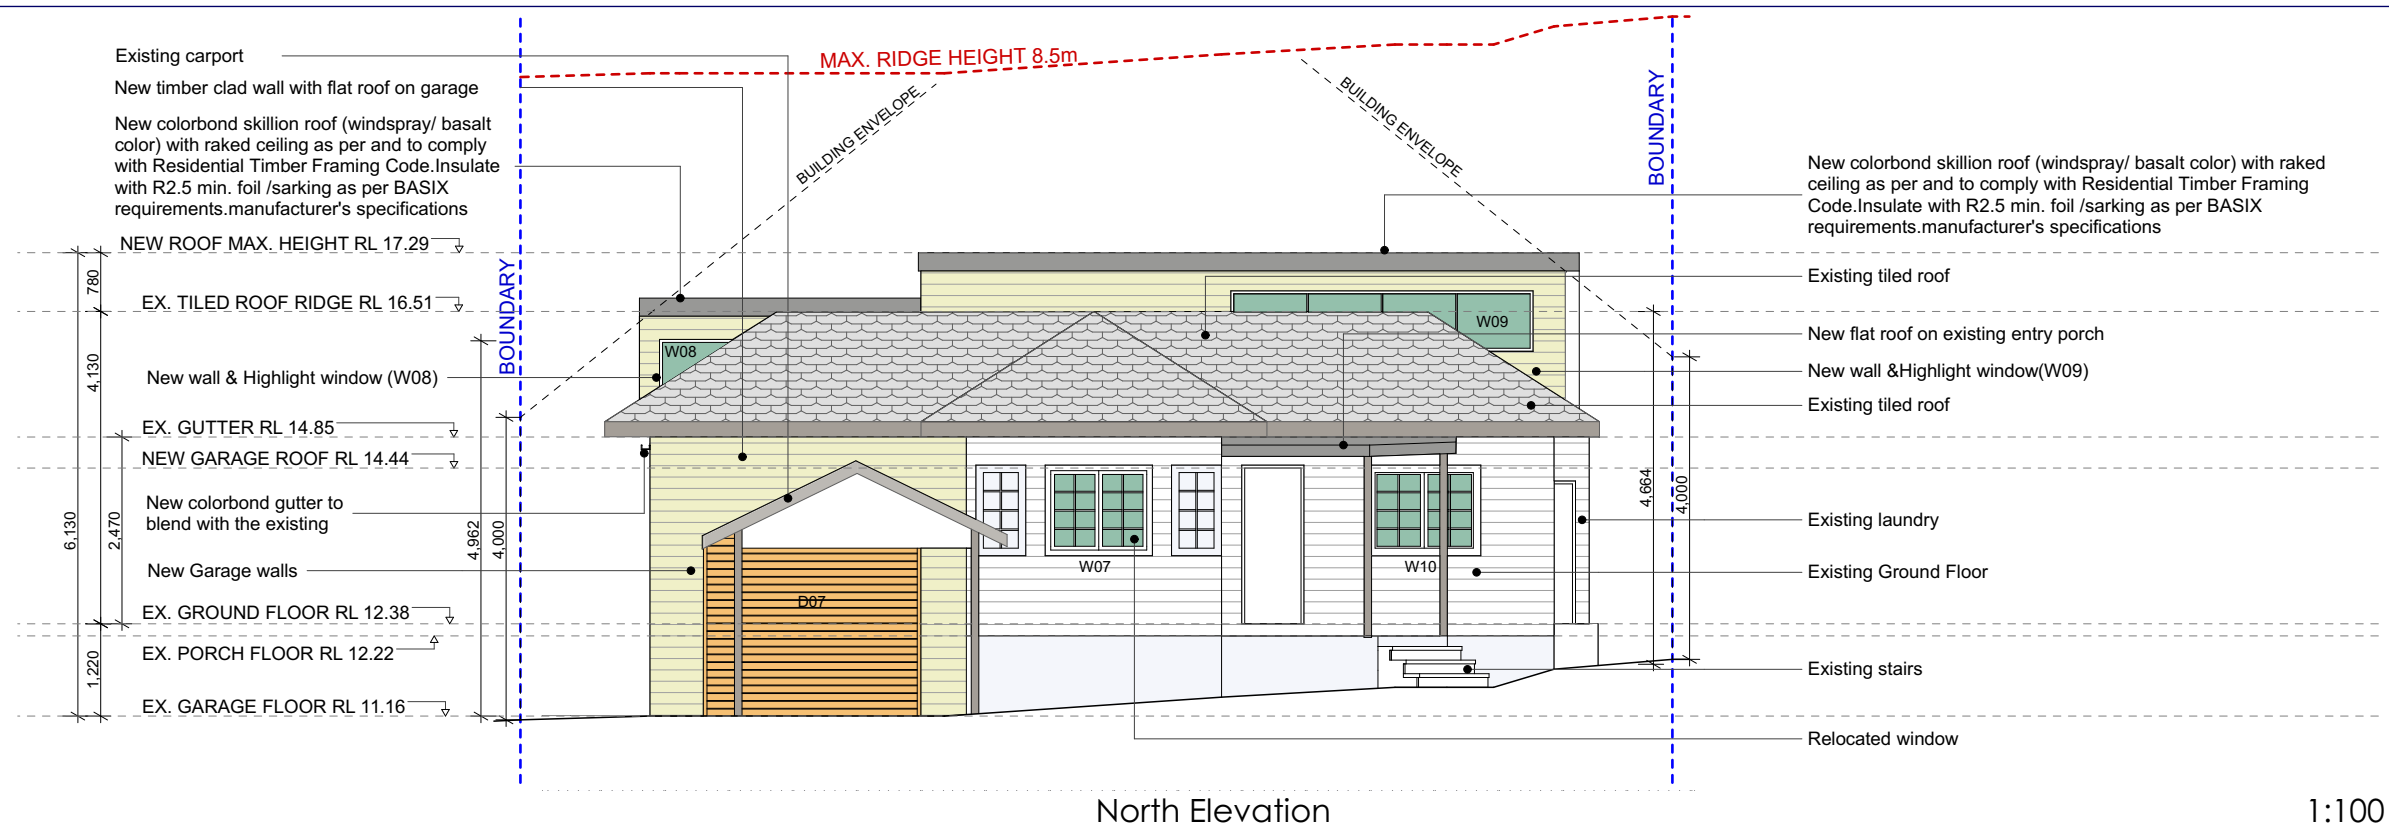 MAX. RIDGE HEIGHT 8.5m
Existing carport
New timber clad wall with flat roof on garage
New colorbond skillion roof (windspray/ basalt
color) with raked ceiling as per and to comply
with Residential Timber Framing Code.Insulate
with R2.5 min. foil /sarking as per BASIX
requirements.manufacturer's specifications
NEW ROOF MAX. HEIGHT RL 17.29
EX. TILED ROOF RIDGE RL 16.51
New wall & Highlight window (W08)
EX. GUTTER RL 14.85
NEW GARAGE ROOF RL 14.44
New colorbond gutter to
blend with the existing
New Garage walls
EX. GROUND FLOOR RL 12.38
EX. PORCH FLOOR RL 12.22
EX. GARAGE FLOOR RL 11.16
780
4,130
6,130
2,470
1,220
4,962
4,000
BOUNDARY
BUILDING ENVELOPE
BUILDING ENVELOPE
BOUNDARY
W08
W09
W07
W10
D07
4,664
4,000
New colorbond skillion roof (windspray/ basalt color) with raked
ceiling as per and to comply with Residential Timber Framing
Code.Insulate with R2.5 min. foil /sarking as per BASIX
requirements.manufacturer's specifications
Existing tiled roof
New flat roof on existing entry porch
New wall &Highlight window(W09)
Existing tiled roof
Existing laundry
Existing Ground Floor
Existing stairs
Relocated window
North Elevation
1:100